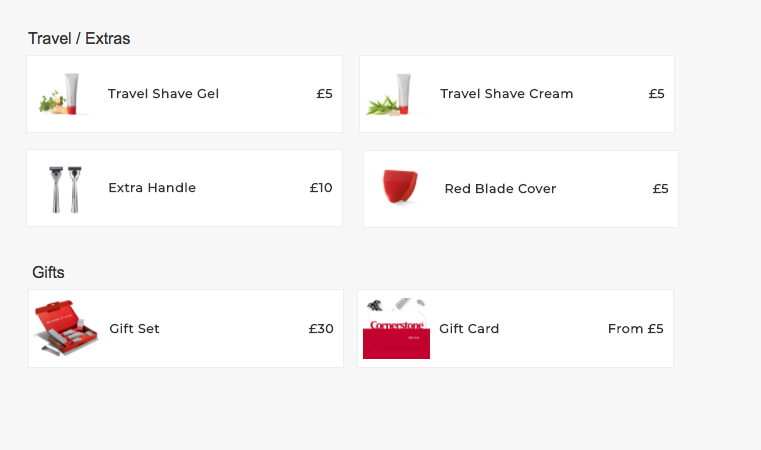 Travel / Extras
Travel Shave Gel £5
Travel Shave Cream £5
Extra Handle £10
Red Blade Cover £5
Gifts
Gift Set £30
Cornerstone
Gift Card From £5